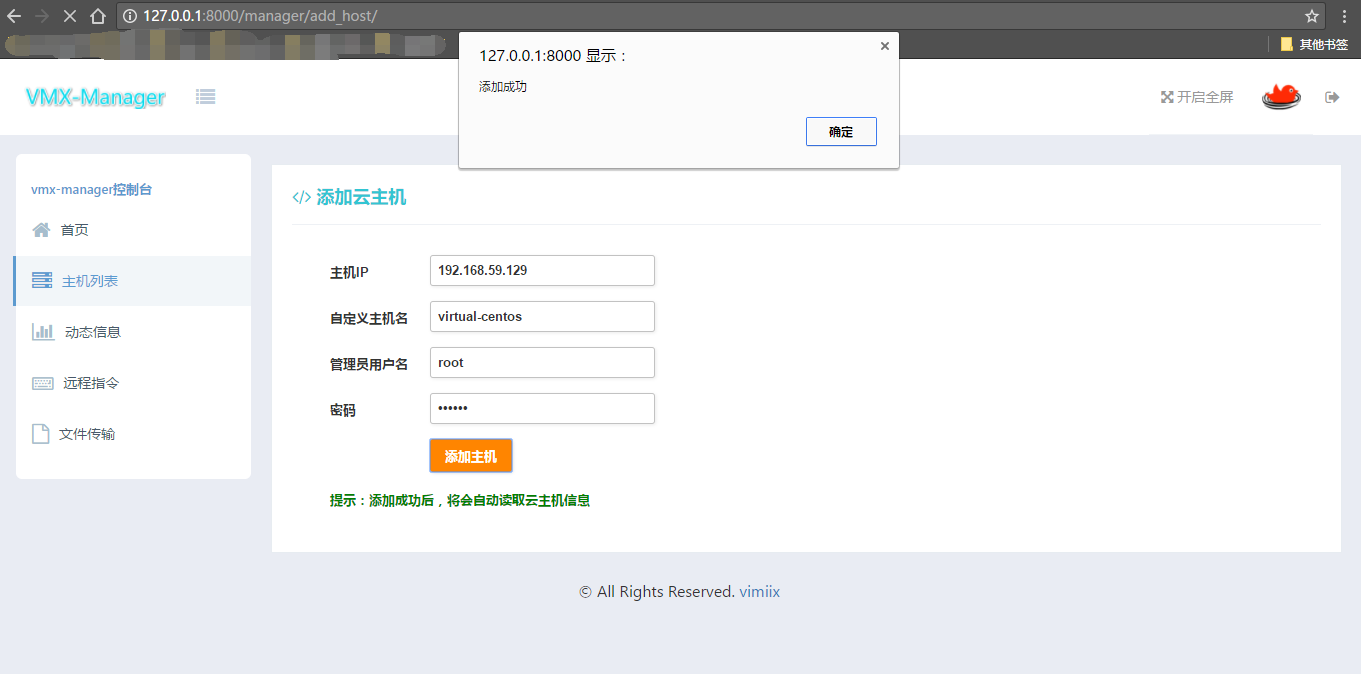 127.0.0.1:8000/manager/add_host/
其他书签
127.0.0.1:8000 显示：
添加成功
确定
VMX-Manager
开启全屏
vmx-manager控制台
首页
主机列表
动态信息
远程指令
文件传输
</> 添加云主机
主机IP 192.168.59.129
自定义主机名 virtual-centos
管理员用户名 root
密码 ••••••
添加主机
提示：添加成功后，将会自动读取云主机信息
© All Rights Reserved. vimiix